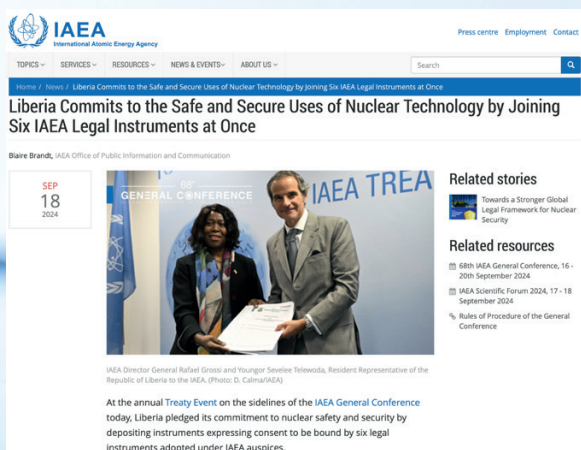 IAEA
International Atomic Energy Agency
Press centre Employment Contact
TOPICS SERVICES RESOURCES NEWS & EVENTS ABOUT US
Search
Home / News / Liberia Commits to the Safe and Secure Uses of Nuclear Technology by Joining Six IAEA Legal Instruments at Once
Liberia Commits to the Safe and Secure Uses of Nuclear Technology by Joining
Six IAEA Legal Instruments at Once
Blaire Brandt, IAEA Office of Public Information and Communication
SEP
18
2024
68th
GENERAL CONFERENCE
IAEA TREA
IAEA Director General Rafael Grossi and Youngor Sevelee Telewoda, Resident Representative of the
Republic of Liberia to the IAEA. (Photo: D. Calma/IAEA)
At the annual Treaty Event on the sidelines of the IAEA General Conference
today, Liberia pledged its commitment to nuclear safety and security by
depositing instruments expressing consent to be bound by six legal
instruments adopted under IAEA auspices.
Related stories
Towards a Stronger Global
Legal Framework for Nuclear
Security
Related resources
68th IAEA General Conference, 16 -
20th September 2024
IAEA Scientific Forum 2024, 17 - 18
September 2024
Rules of Procedure of the General
Conference